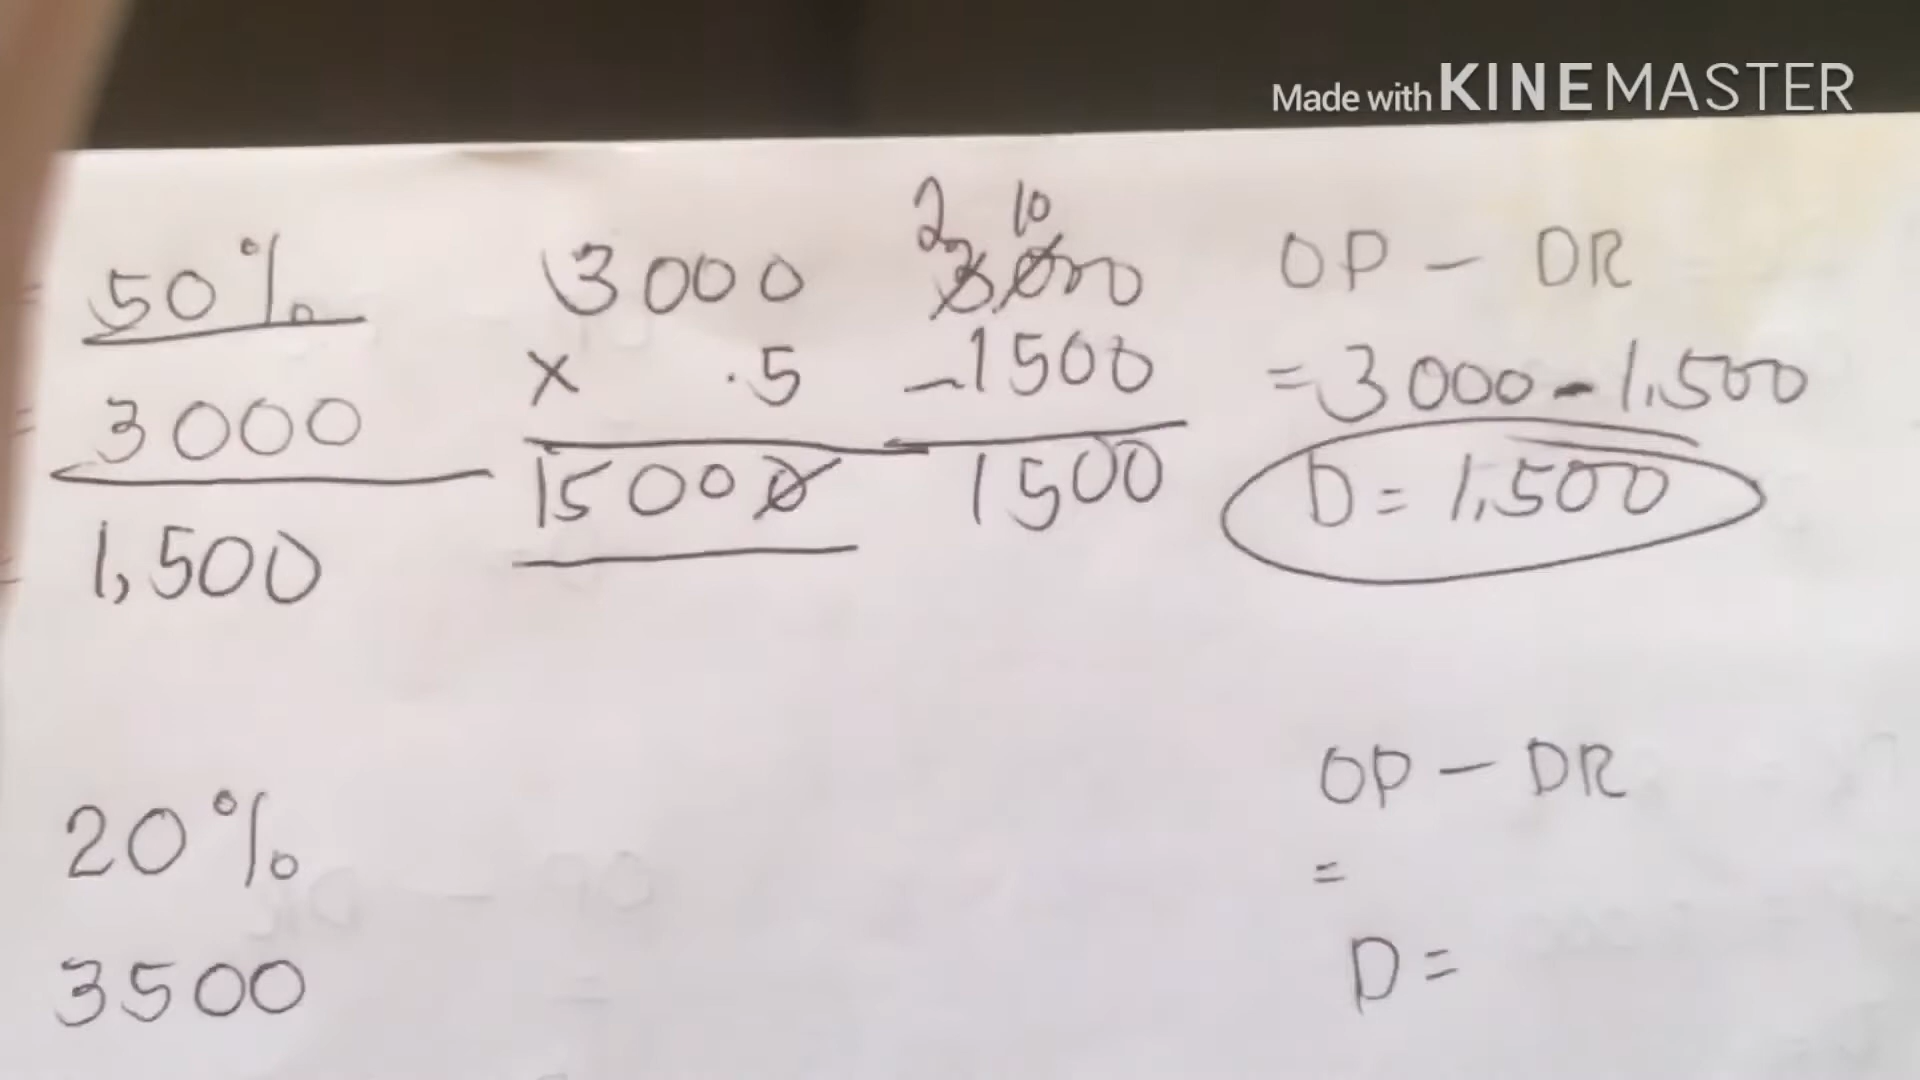 Made with KINEMASTER
50%
3000
1,500
3000
x .5
15000
2 10
3000
-1500
1500
OP - DR
= 3000 - 1,500
D = 1,500
20%
3500
OP - DR
=
D =